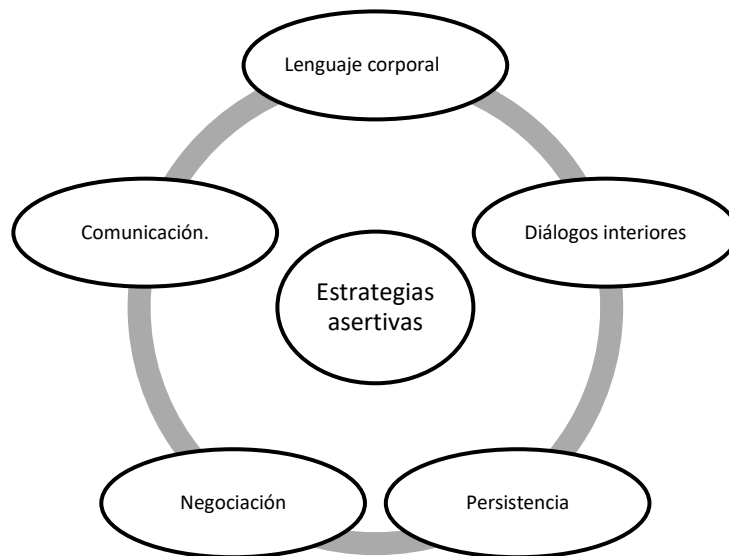 Lenguaje corporal
Comunicación.
Diálogos interiores
Estrategias
asertivas
Negociación
Persistencia